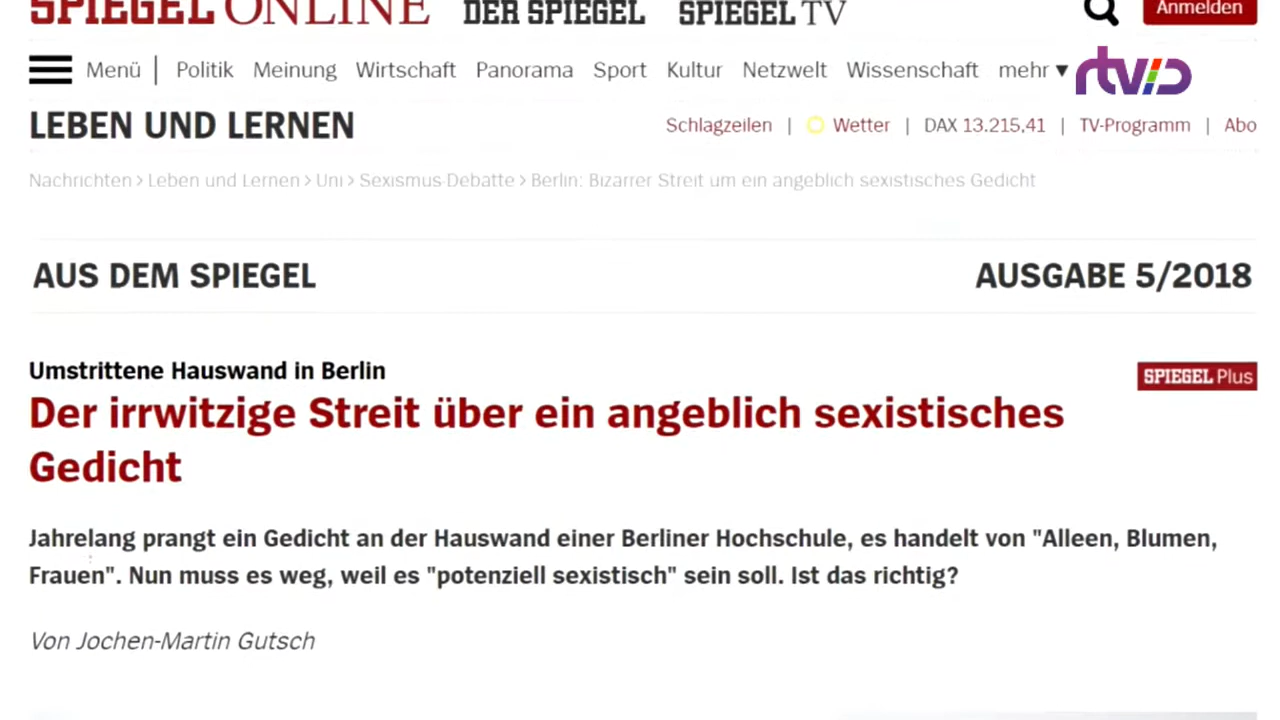 SPIEGEL ONLINE DER SPIEGEL SPIEGEL TV Anmelden
Menü | Politik Meinung Wirtschaft Panorama Sport Kultur Netzwelt Wissenschaft mehr ▼ rtvd
LEBEN UND LERNEN Schlagzeilen | Wetter | DAX 13.215,41 | TV-Programm | Abo
Nachrichten > Leben und Lernen > Uni > Sexismus-Debatte > Berlin: Bizarrer Streit um ein angeblich sexistisches Gedicht
AUS DEM SPIEGEL AUSGABE 5/2018
Umstrittene Hauswand in Berlin SPIEGEL Plus
Der irrwitzige Streit über ein angeblich sexistisches
Gedicht
Jahrelang prangt ein Gedicht an der Hauswand einer Berliner Hochschule, es handelt von "Alleen, Blumen,
Frauen". Nun muss es weg, weil es "potenziell sexistisch" sein soll. Ist das richtig?
Von Jochen-Martin Gutsch